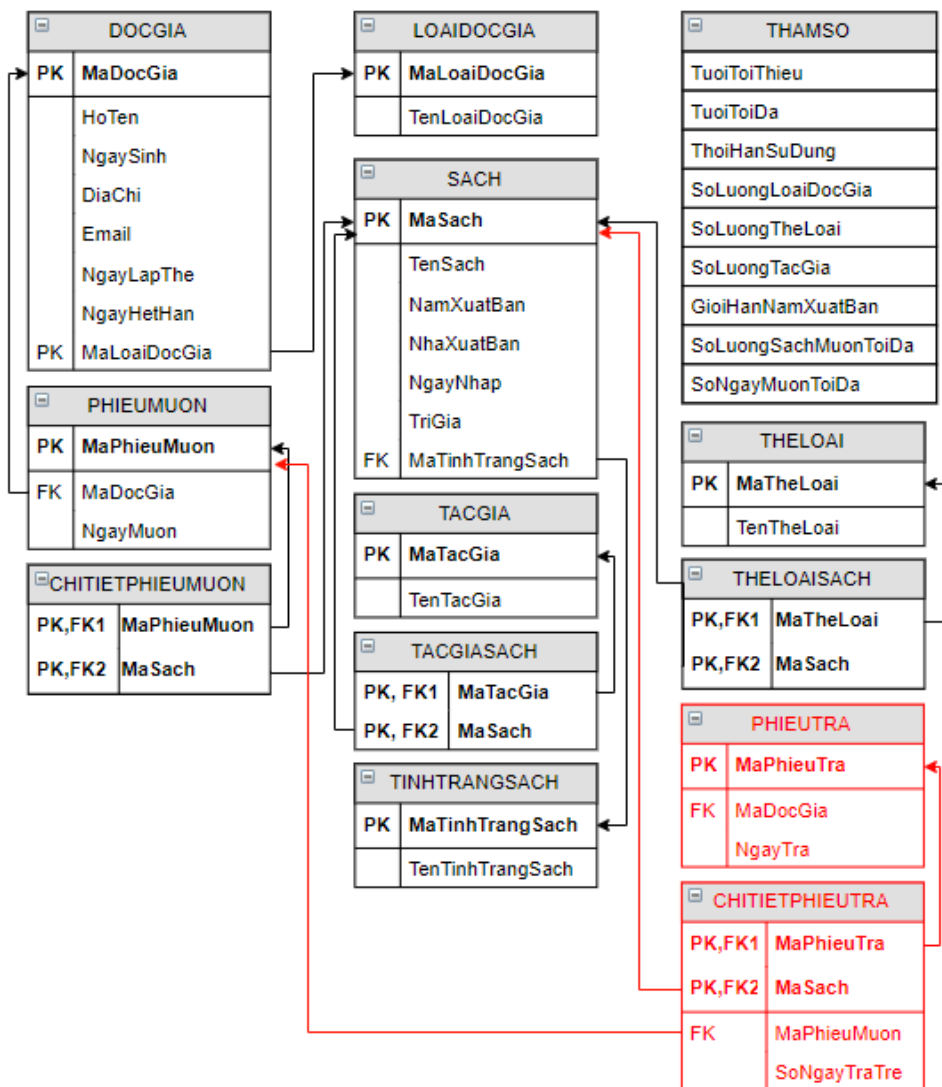 DOCGIA
PK MaDocGia
HoTen
NgaySinh
DiaChi
Email
NgayLapThe
NgayHetHan
PK MaLoaiDocGia
PHIEUMUON
PK MaPhieuMuon
FK MaDocGia
NgayMuon
CHITIETPHIEUMUON
PK,FK1 MaPhieuMuon
PK,FK2 MaSach
LOAIDOCGIA
PK MaLoaiDocGia
TenLoaiDocGia
SACH
PK MaSach
TenSach
NamXuatBan
NhaXuatBan
NgayNhap
TriGia
FK MaTinhTrangSach
TACGIA
PK MaTacGia
TenTacGia
TACGIASACH
PK, FK1 MaTacGia
PK, FK2 MaSach
TINHTRANGSACH
PK MaTinhTrangSach
TenTinhTrangSach
THAMSO
TuoiToiThieu
TuoiToiDa
ThoiHanSuDung
SoLuongLoaiDocGia
SoLuongTheLoai
SoLuongTacGia
GioiHanNamXuatBan
SoLuongSachMuonToiDa
SoNgayMuonToiDa
THELOAI
PK MaTheLoai
TenTheLoai
THELOAISACH
PK,FK1 MaTheLoai
PK,FK2 MaSach
PHIEUTRA
PK MaPhieuTra
FK MaDocGia
NgayTra
CHITIETPHIEUTRA
PK,FK1 MaPhieuTra
PK,FK2 MaSach
FK MaPhieuMuon
SoNgayTraTre